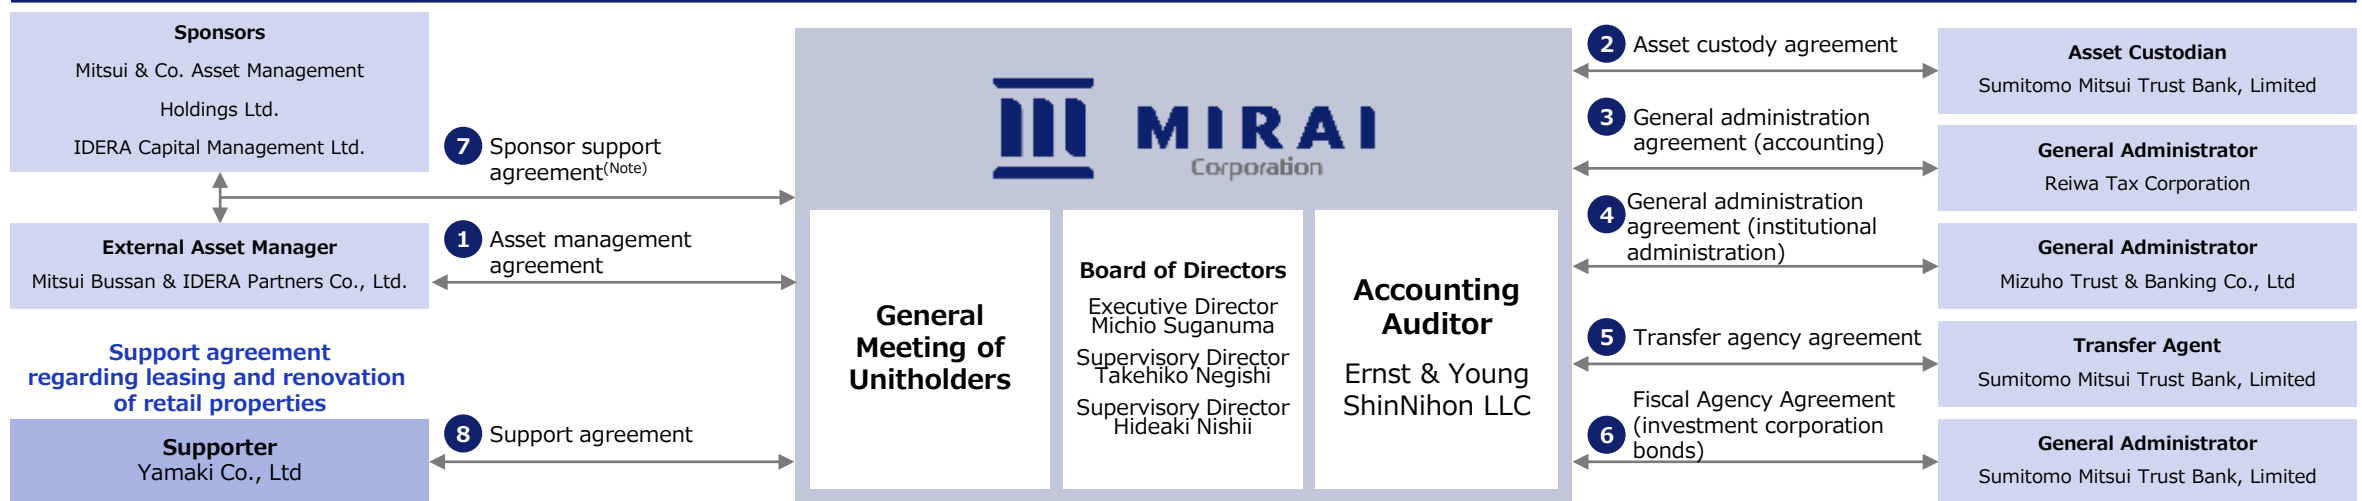 Sponsors
Mitsui & Co. Asset Management
Holdings Ltd.
IDERA Capital Management Ltd.
7 Sponsor support
agreement(Note)
External Asset Manager
Mitsui Bussan & IDERA Partners Co., Ltd.
1 Asset management
agreement
Support agreement
regarding leasing and renovation
of retail properties
Supporter
Yamaki Co., Ltd
8 Support agreement
MIRAI
Corporation
General
Meeting of
Unitholders
Board of Directors
Executive Director
Michio Suganuma
Supervisory Director
Takehiko Negishi
Supervisory Director
Hideaki Nishii
Accounting
Auditor
Ernst & Young
ShinNihon LLC
2 Asset custody agreement
3 General administration
agreement (accounting)
4 General administration
agreement (institutional
administration)
5 Transfer agency agreement
6 Fiscal Agency Agreement
(investment corporation
bonds)
Asset Custodian
Sumitomo Mitsui Trust Bank, Limited
General Administrator
Reiwa Tax Corporation
General Administrator
Mizuho Trust & Banking Co., Ltd
Transfer Agent
Sumitomo Mitsui Trust Bank, Limited
General Administrator
Sumitomo Mitsui Trust Bank, Limited